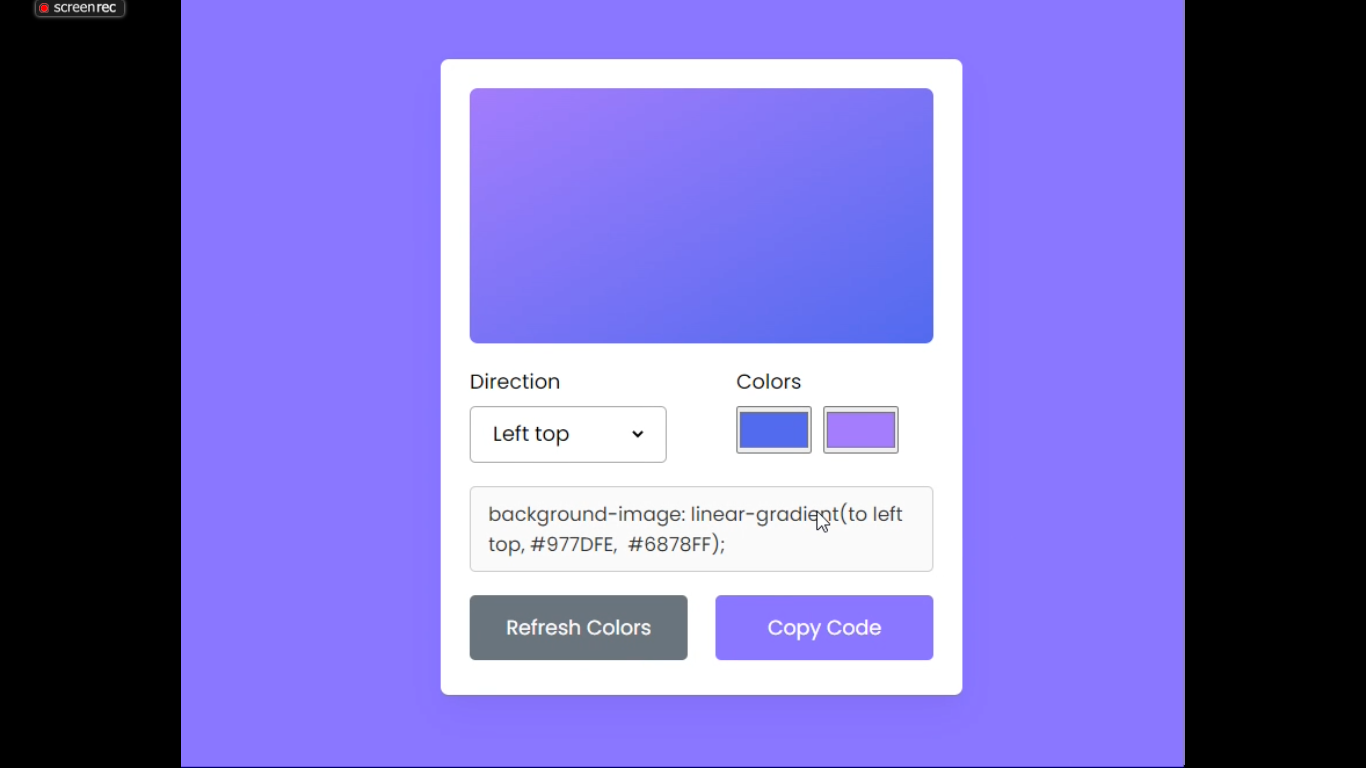 screenrec
Direction
Colors
Left top
background-image: linear-gradient(to left
top, #977DFE,  #6878FF);
Refresh Colors
Copy Code